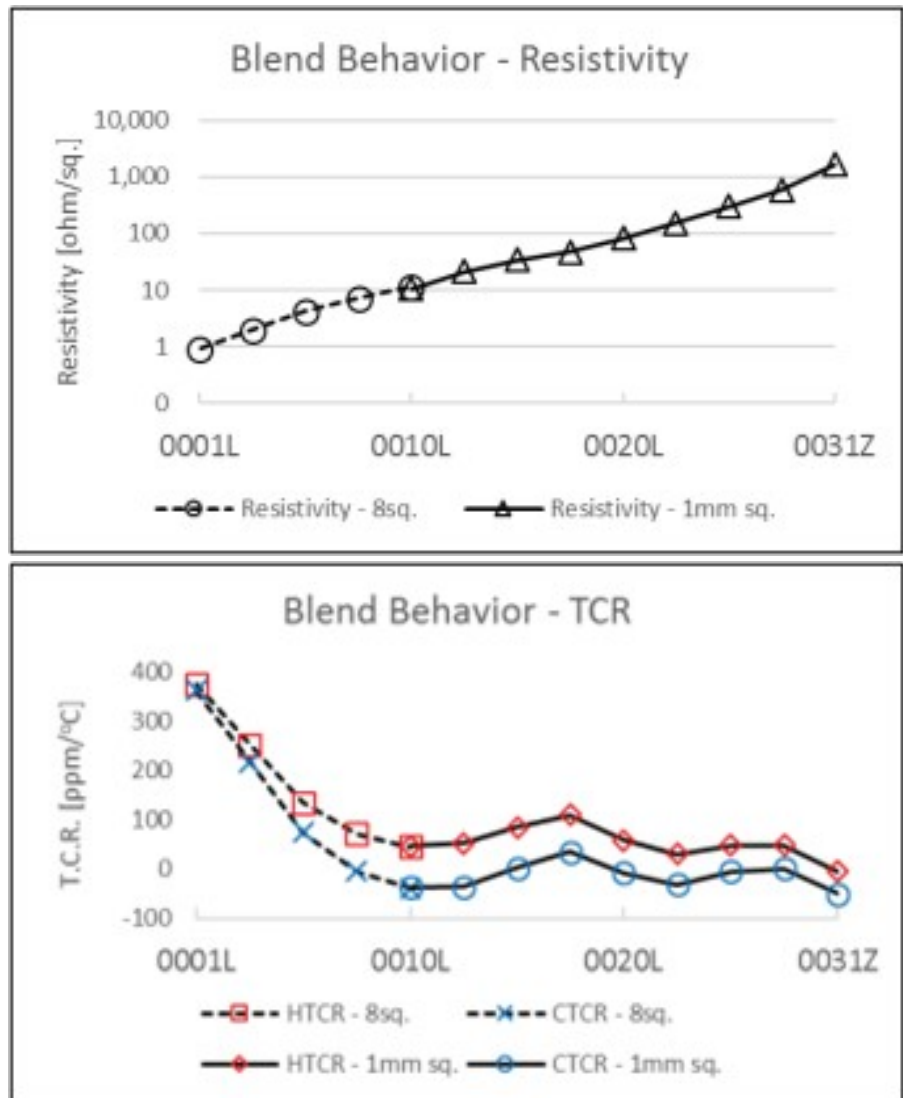 Blend Behavior - Resistivity
Resistivity [ohm/sq.]
10,000
1,000
100
10
1
0
0001L 0010L 0020L 0031Z
Resistivity - 8sq. Resistivity - 1mm sq.
Blend Behavior - TCR
T.C.R. [ppm/ºC]
400
300
200
100
0
-100
0001L 0010L 0020L 0031Z
HTCR - 8sq. CTCR - 8sq.
HTCR - 1mm sq. CTCR - 1mm sq.